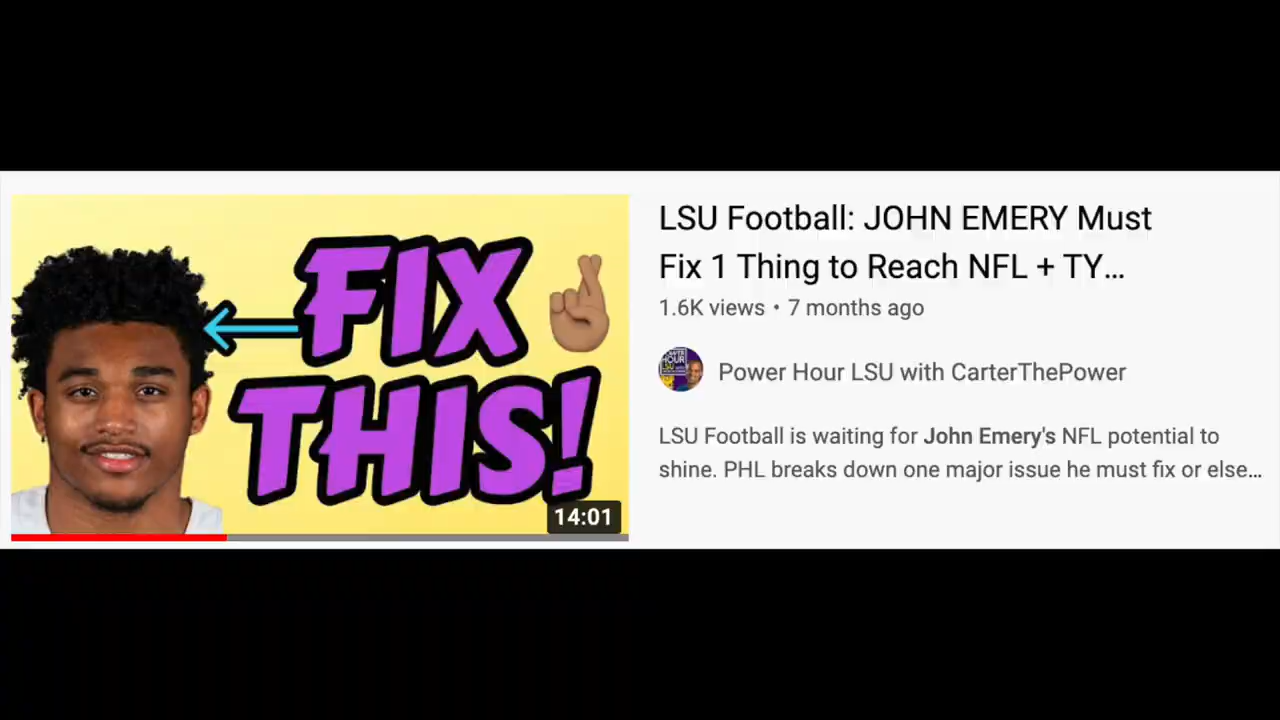 FIX
THIS!
14:01
LSU Football: JOHN EMERY Must
Fix 1 Thing to Reach NFL + TY…
1.6K views • 7 months ago
Power Hour LSU with CarterThePower
LSU Football is waiting for John Emery's NFL potential to
shine. PHL breaks down one major issue he must fix or else…